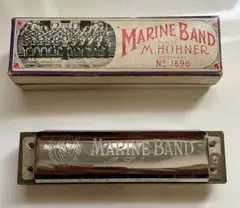 MARINE BAND
M. HOHNER
No. 1896
MARINE BAND